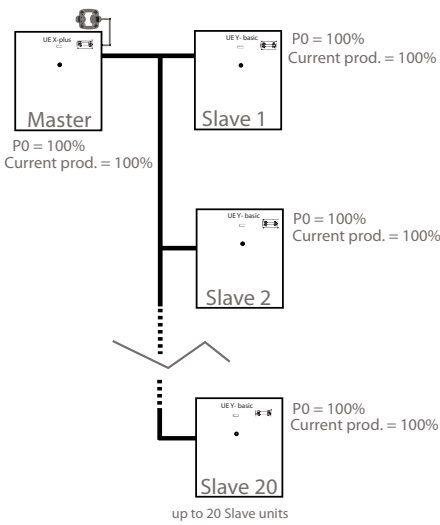 UE X-plus
Master
P0 = 100%
Current prod. = 100%
UE Y- basic
Slave 1
P0 = 100%
Current prod. = 100%
UE Y- basic
Slave 2
P0 = 100%
Current prod. = 100%
UE Y- basic
Slave 20
P0 = 100%
Current prod. = 100%
up to 20 Slave units